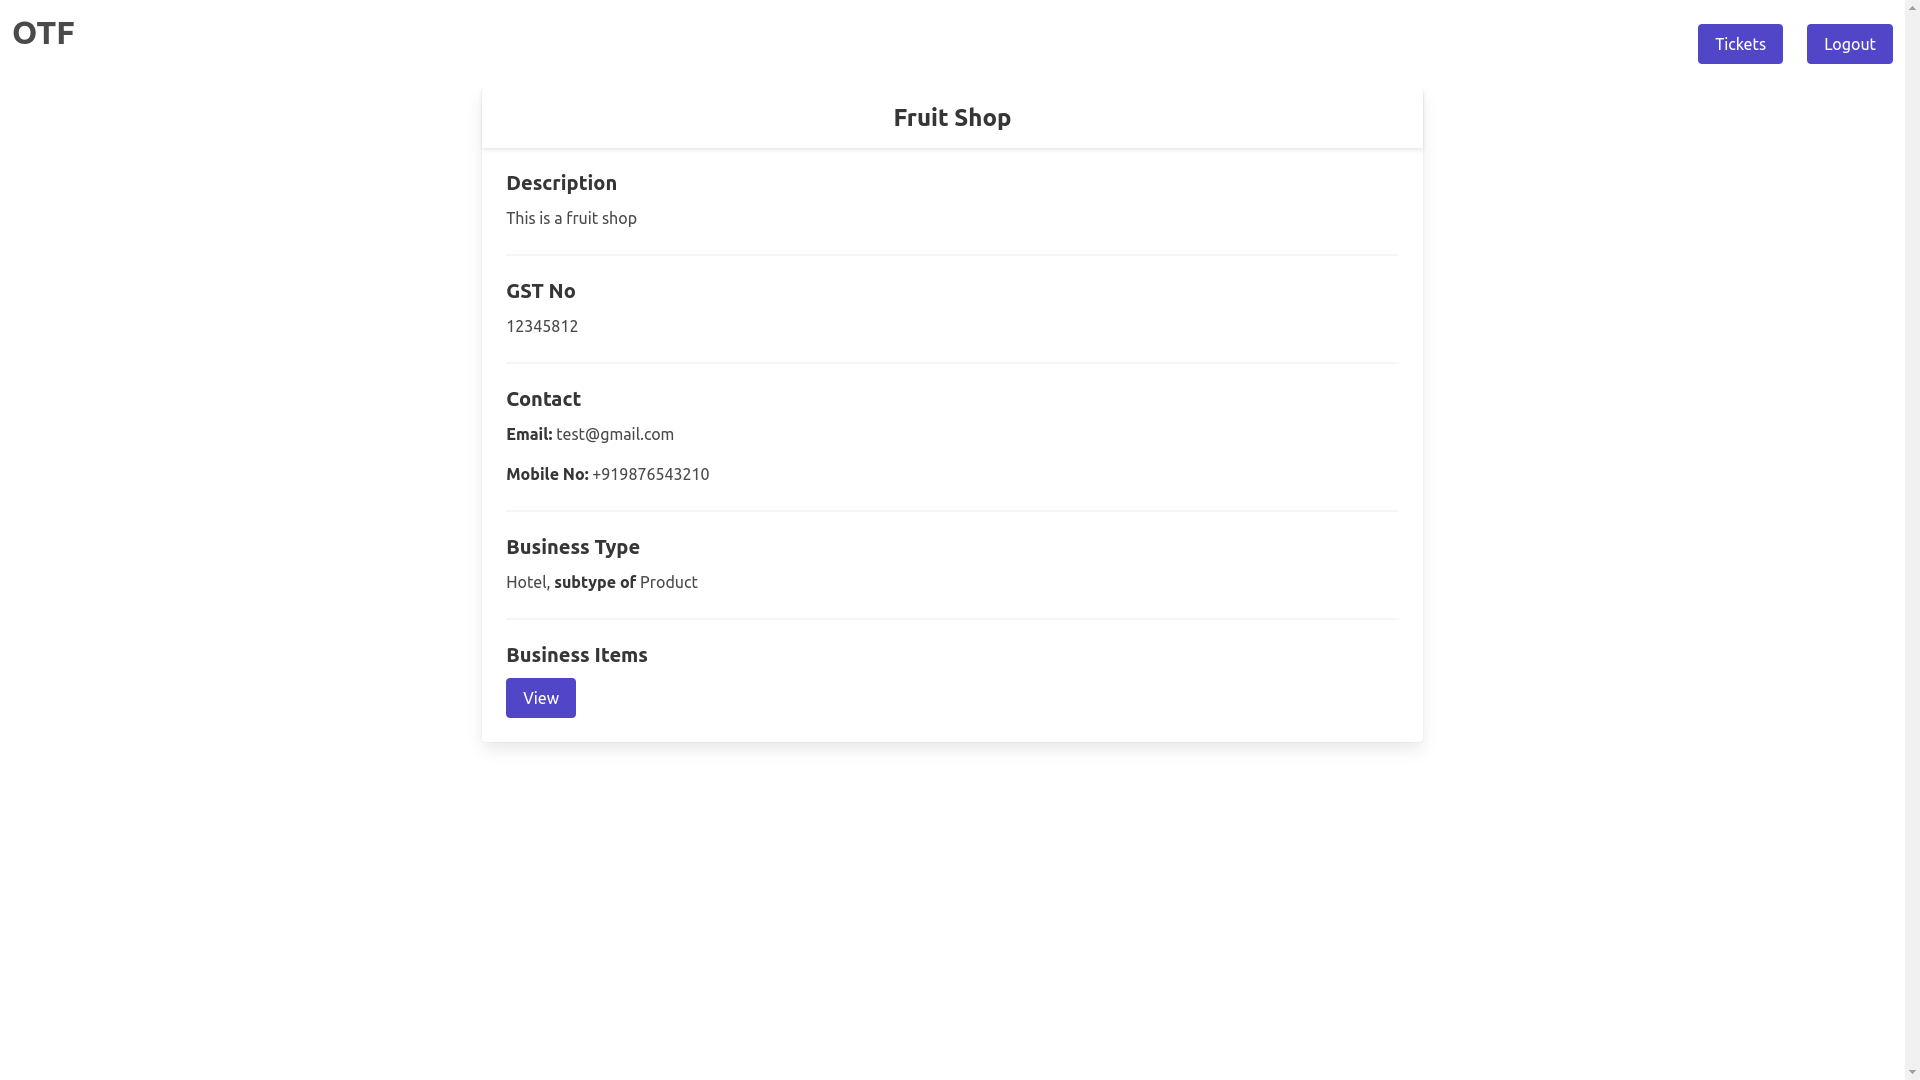 OTF
Tickets
Logout
Fruit Shop
Description
This is a fruit shop
GST No
12345812
Contact
Email: test@gmail.com
Mobile No: +919876543210
Business Type
Hotel, subtype of Product
Business Items
View